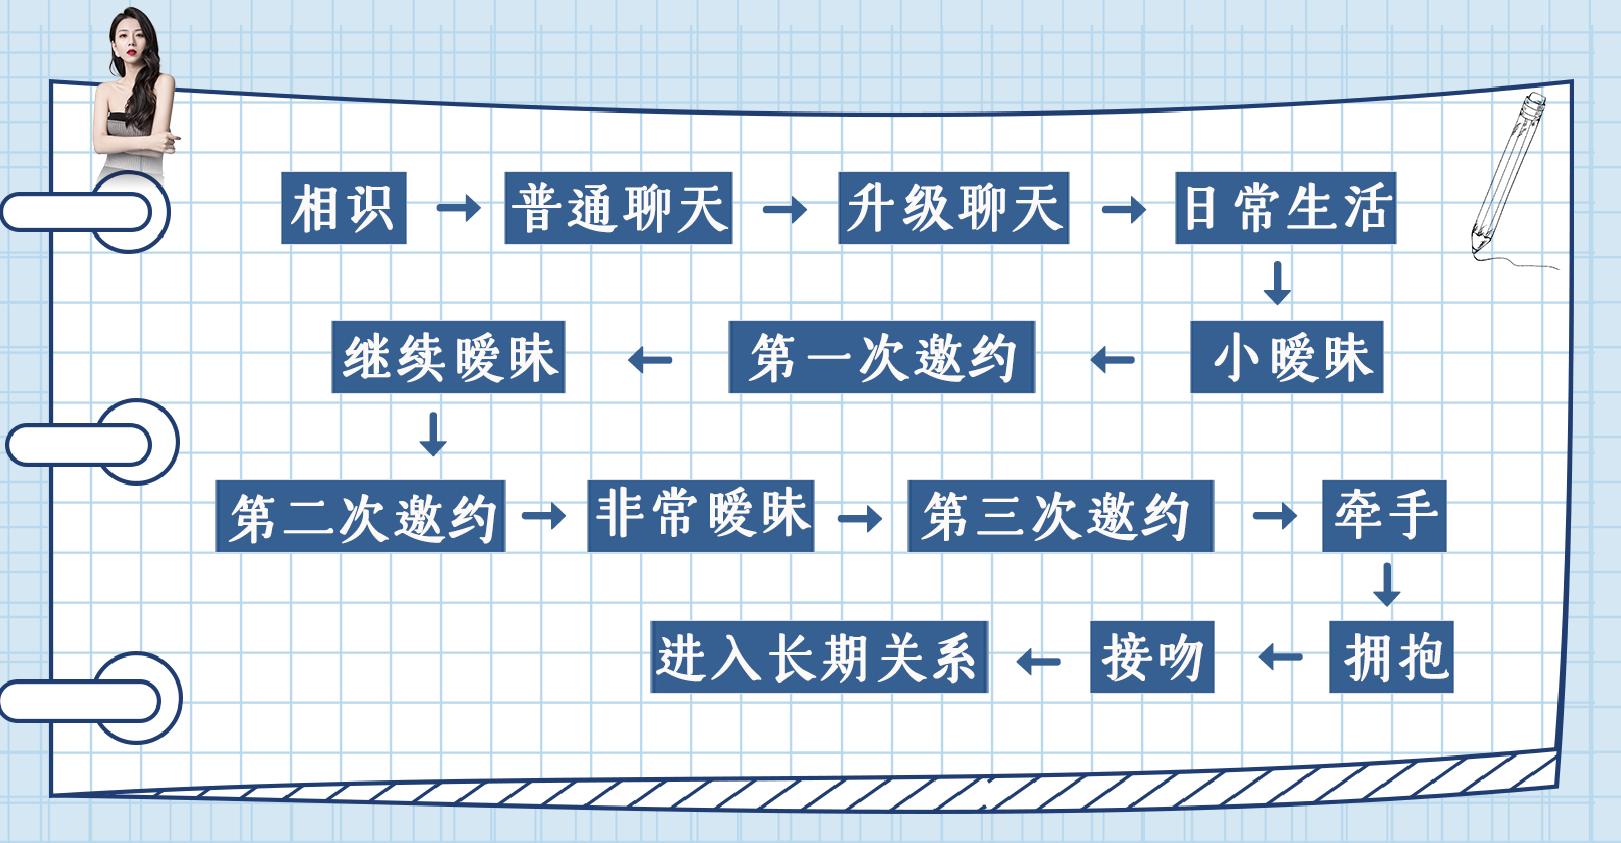 相识 普通聊天 升级聊天 日常生活
继续暧昧 第一次邀约 小暧昧
第二次邀约 非常暧昧 第三次邀约 牵手
进入长期关系 接吻 拥抱